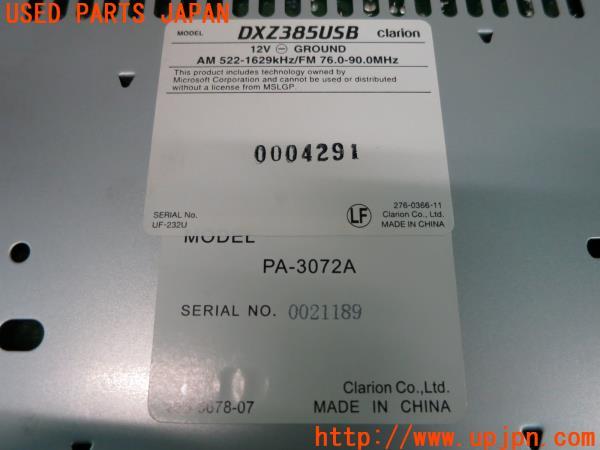 USED PARTS JAPAN
MODEL DXZ385USB clarion
12V ⊖ GROUND
AM 522-1629kHz/FM 76.0-90.0MHz
This product includes technology owned by
Microsoft Corporation and cannot be used or distributed
without a license from MSLGP.
0004291
SERIAL No.
UF-232U
LF
276-0366-11
Clarion Co., Ltd.
MADE IN CHINA
MODEL
PA-3072A
SERIAL NO. 0021189
Clarion Co.,Ltd.
MADE IN CHINA
http://www.upjpn.com